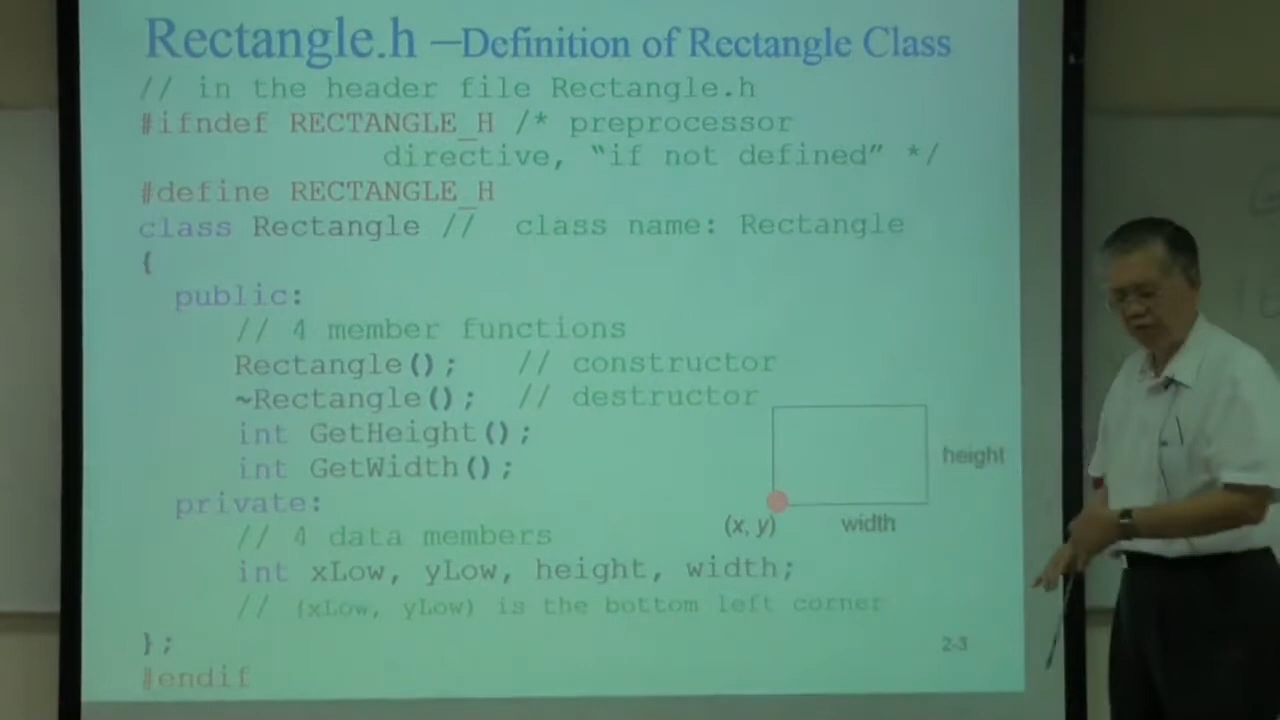 Rectangle.h –Definition of Rectangle Class
// in the header file Rectangle.h
#ifndef RECTANGLE_H /* preprocessor
directive, “if not defined” */
#define RECTANGLE_H
class Rectangle // class name: Rectangle
{
public:
// 4 member functions
Rectangle(); // constructor
~Rectangle(); // destructor
int GetHeight();
int GetWidth();
height
private:
(x, y) width
// 4 data members
int xLow, yLow, height, width;
// (xLow, yLow) is the bottom left corner
};
2-3
#endif